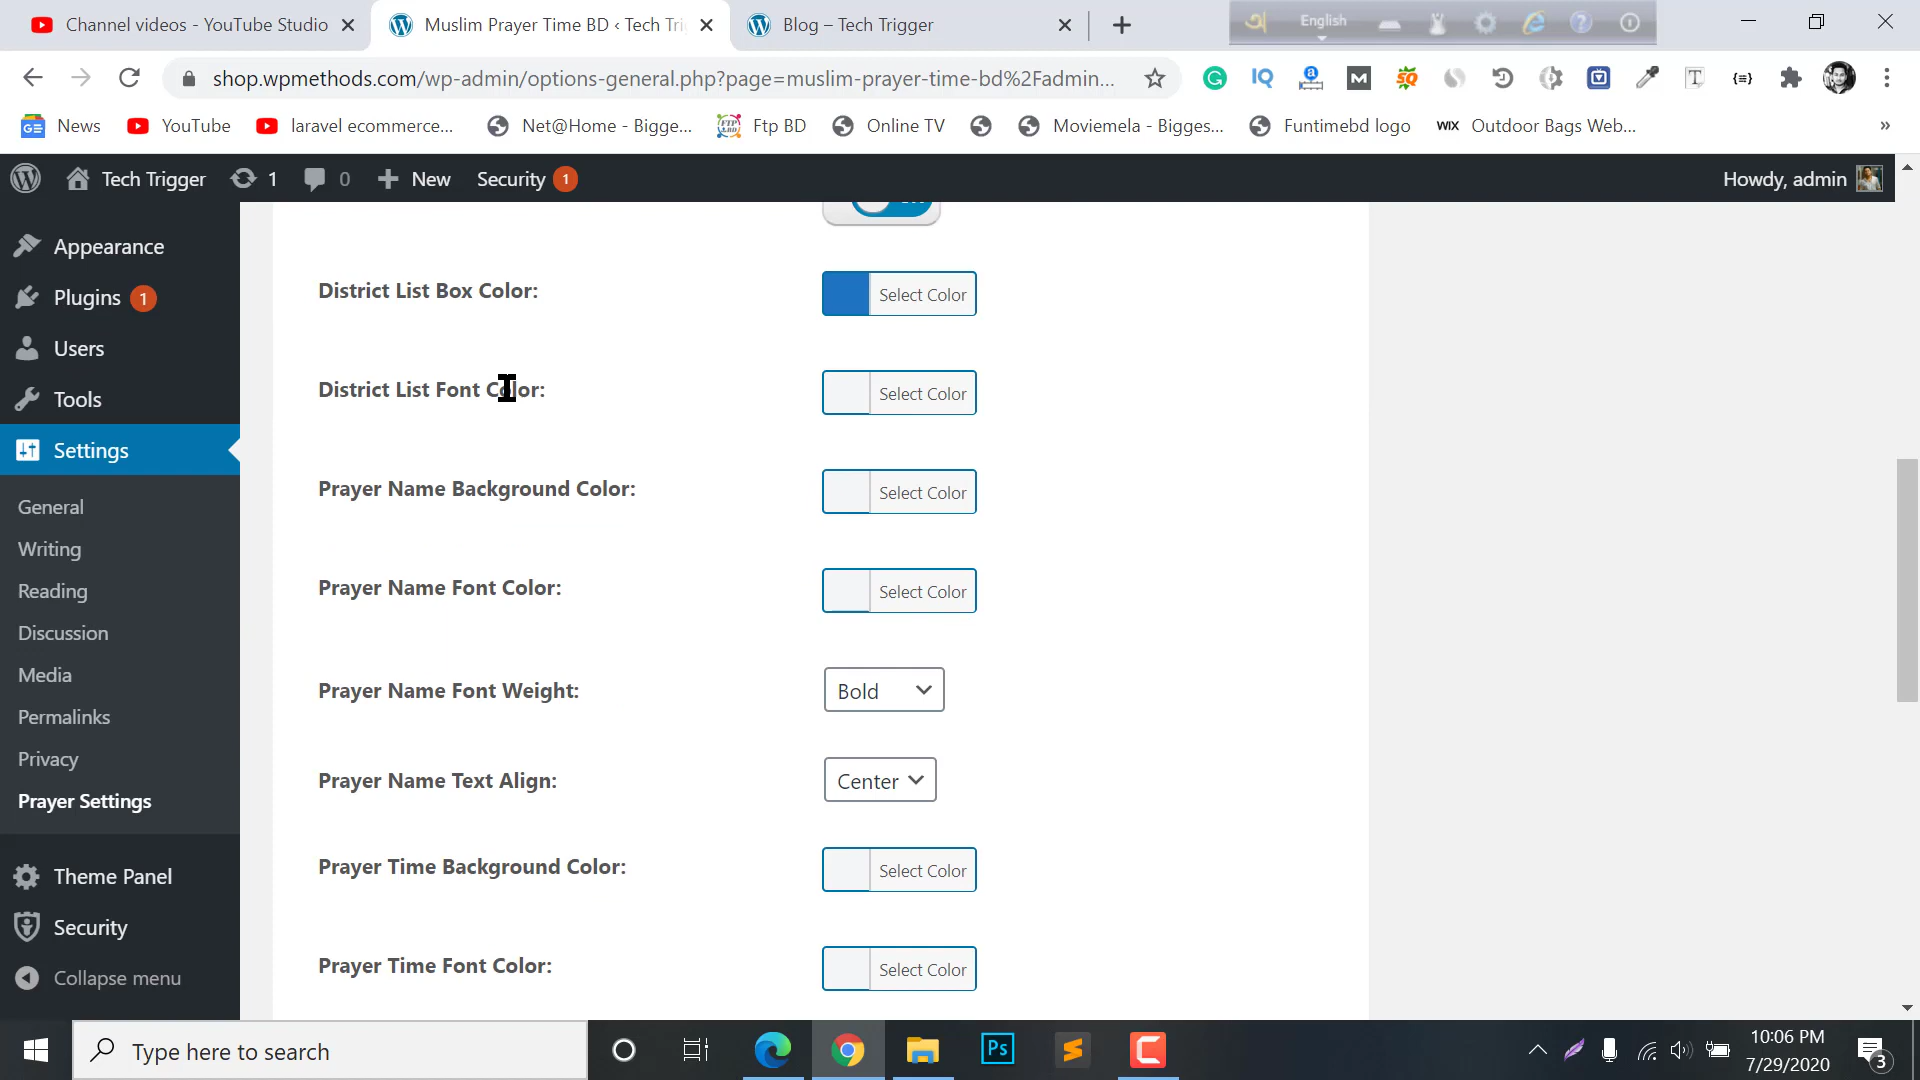 Channel videos - YouTube Studio
Muslim Prayer Time BD ‹ Tech Tri
Blog – Tech Trigger
English
shop.wpmethods.com/wp-admin/options-general.php?page=muslim-prayer-time-bd%2Fadmin...
News
YouTube
laravel ecommerce...
Net@Home - Bigge...
Ftp BD
Online TV
Moviemela - Bigges...
Funtimebd logo
WIX
Outdoor Bags Web...
Tech Trigger
1
0
New
Security 1
Howdy, admin
Appearance
Plugins 1
Users
Tools
Settings
General
Writing
Reading
Discussion
Media
Permalinks
Privacy
Prayer Settings
Theme Panel
Security
Collapse menu
District List Box Color:
Select Color
District List Font Color:
Select Color
Prayer Name Background Color:
Select Color
Prayer Name Font Color:
Select Color
Prayer Name Font Weight:
Bold
Prayer Name Text Align:
Center
Prayer Time Background Color:
Select Color
Prayer Time Font Color:
Select Color
Type here to search
Ps
10:06 PM
7/29/2020
3